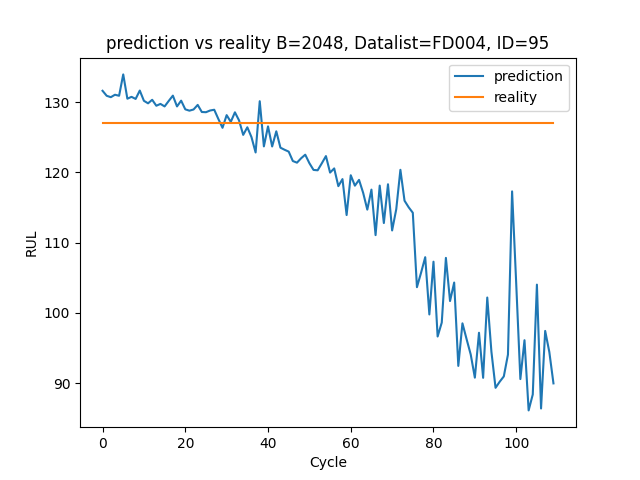 prediction vs reality B=2048, Datalist=FD004, ID=95
prediction
reality
RUL
130
120
110
100
90
0 20 40 60 80 100
Cycle